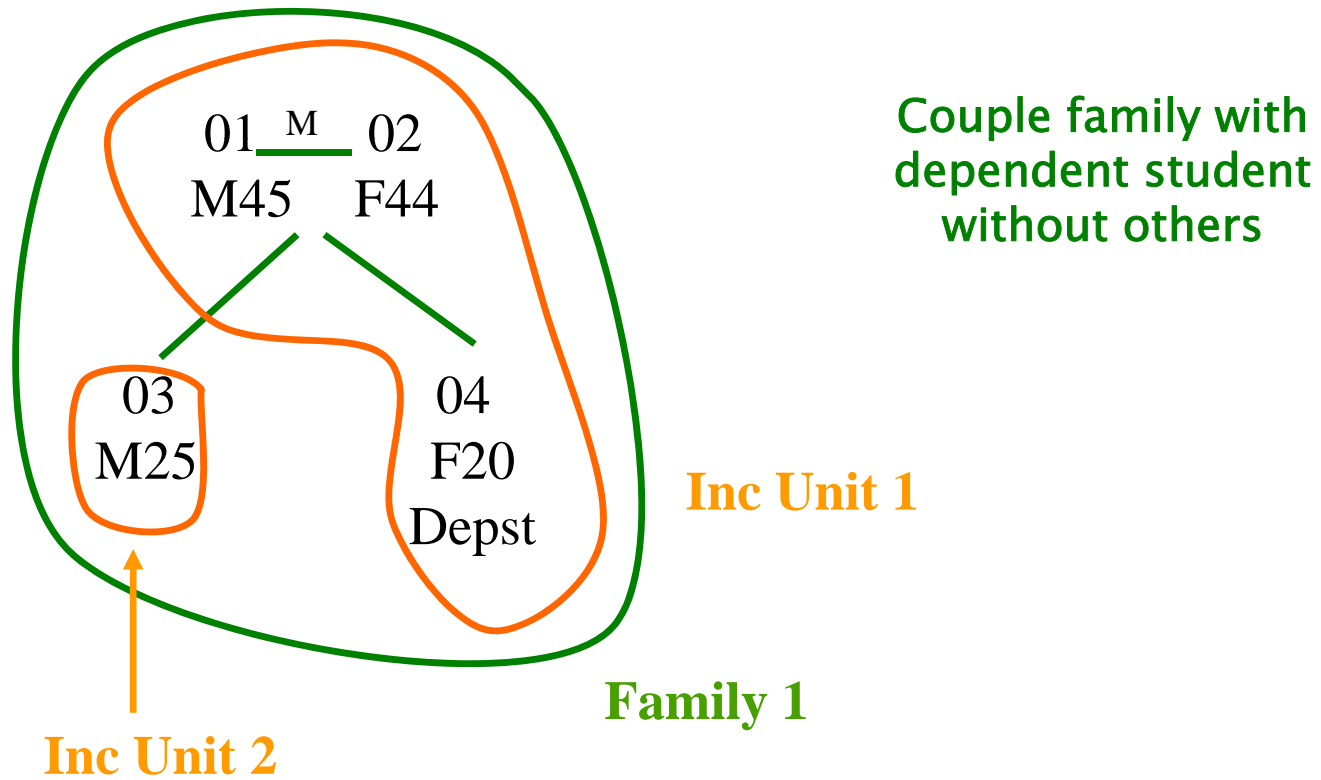 Couple family with
dependent student
without others
M
01 02
M45 F44
03
M25
04
F20
Depst
Inc Unit 1
Family 1
Inc Unit 2